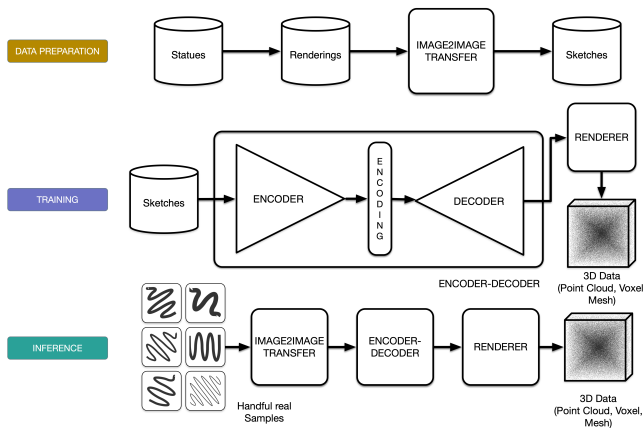 DATA PREPARATION
Statues
Renderings
IMAGE2IMAGE
TRANSFER
Sketches
TRAINING
Sketches
ENCODER
ENCODING
DECODER
RENDERER
ENCODER-DECODER
3D Data
(Point Cloud, Voxel
Mesh)
INFERENCE
IMAGE2IMAGE
TRANSFER
ENCODER-
DECODER
RENDERER
Handful real
Samples
3D Data
(Point Cloud, Voxel,
Mesh)